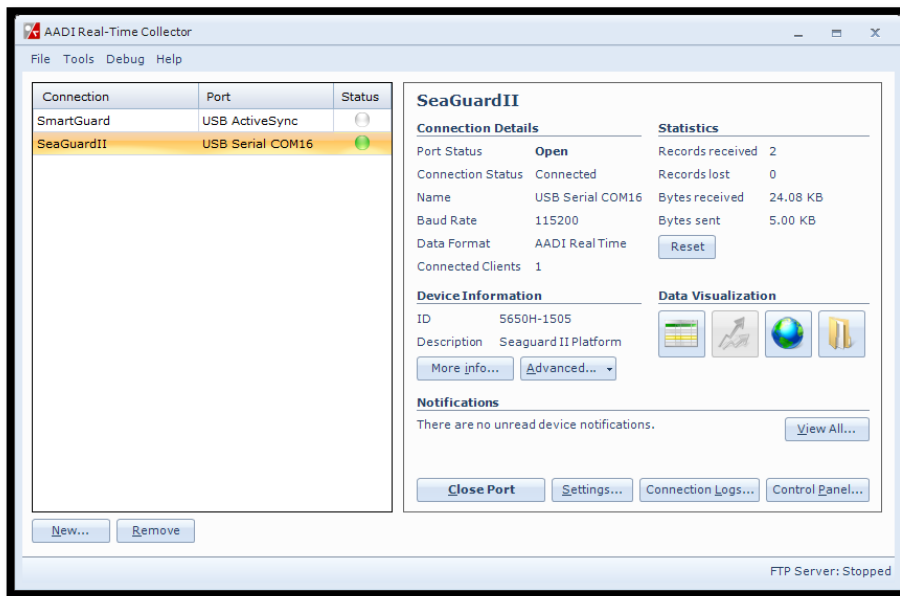 AADI Real-Time Collector
File Tools Debug Help
Connection Port Status
SmartGuard USB ActiveSync
SeaGuardII USB Serial COM16
New... Remove
SeaGuardII
Connection Details
Port Status Open
Connection Status Connected
Name USB Serial COM16
Baud Rate 115200
Data Format AADI Real Time
Connected Clients 1
Statistics
Records received 2
Records lost 0
Bytes received 24.08 KB
Bytes sent 5.00 KB
Reset
Device Information
ID 5650H-1505
Description Seaguard II Platform
More info... Advanced...
Data Visualization
Notifications
There are no unread device notifications.
View All...
Close Port Settings... Connection Logs... Control Panel...
FTP Server: Stopped